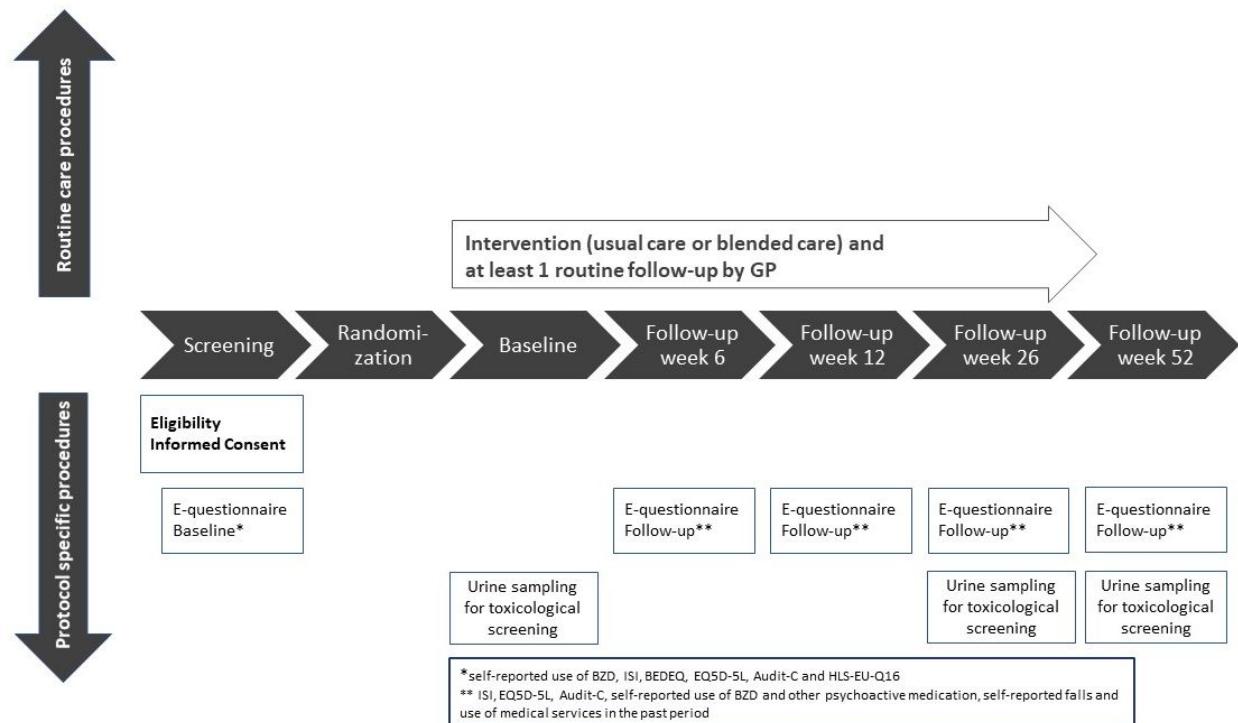 Routine care procedures
Intervention (usual care or blended care) and
at least 1 routine follow-up by GP
Screening
Randomi-
zation
Baseline
Follow-up
week 6
Follow-up
week 12
Follow-up
week 26
Follow-up
week 52
Protocol specific procedures
Eligibility
Informed Consent
E-questionnaire
Baseline*
E-questionnaire
Follow-up**
E-questionnaire
Follow-up**
E-questionnaire
Follow-up**
E-questionnaire
Follow-up**
Urine sampling
for toxicological
screening
Urine sampling
for toxicological
screening
Urine sampling
for toxicological
screening
*self-reported use of BZD, ISI, BEDEQ, EQ5D-5L, Audit-C and HLS-EU-Q16
** ISI, EQ5D-5L, Audit-C, self-reported use of BZD and other psychoactive medication, self-reported falls and
use of medical services in the past period